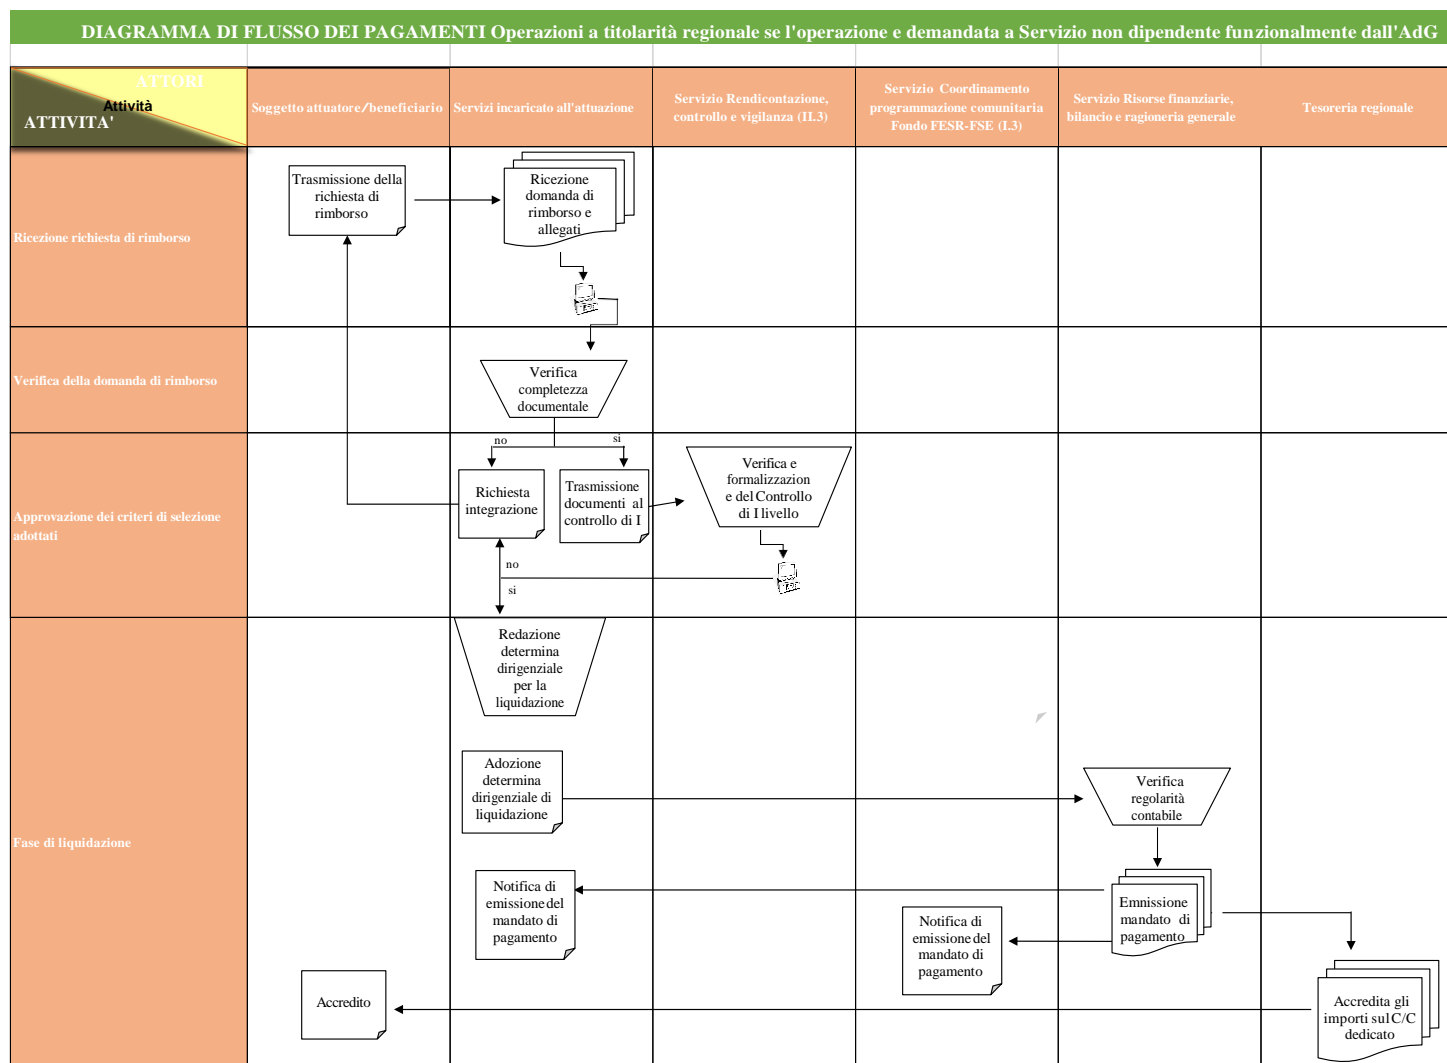 DIAGRAMMA DI FLUSSO DEI PAGAMENTI Operazioni a titolarità regionale se l'operazione e demandata a Servizio non dipendente funzionalmente dall'AdG
ATTORI
Attività
ATTIVITA'
Soggetto attuatore/beneficiario
Servizi incaricato all'attuazione
Servizio Rendicontazione,
controllo e vigilanza (II.3)
Servizio Coordinamento
programmazione comunitaria
Fondo FESR-FSE (I.3)
Servizio Risorse finanziarie,
bilancio e ragioneria generale
Tesoreria regionale
Ricezione richiesta di rimborso
Trasmissione della
richiesta di
rimborso
Ricezione
domanda di
rimborso e
allegati
Verifica della domanda di rimborso
Verifica
completezza
documentale
Approvazione dei criteri di selezione
adottati
no
si
Richiesta
integrazione
Trasmissione
documenti al
controllo di I
Verifica e
formalizzazion
e del Controllo
di I livello
no
si
Fase di liquidazione
Redazione
determina
dirigenziale
per la
liquidazione
Adozione
determina
dirigenziale di
liquidazione
Verifica
regolarità
contabile
Notifica di
emissione del
mandato di
pagamento
Notifica di
emissione del
mandato di
pagamento
Emnissione
mandato di
pagamento
Accredito
Accredita gli
importi sul C/C
dedicato